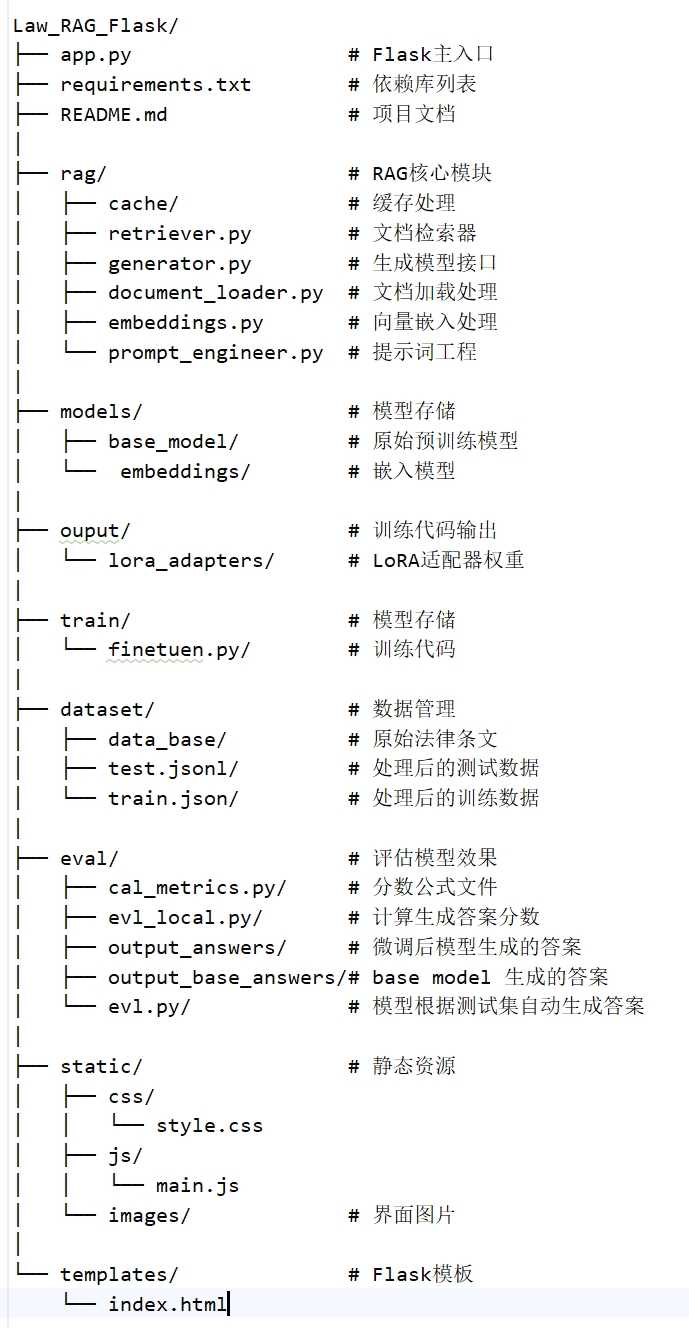 Law_RAG_Flask/
├── app.py                  # Flask主入口
├── requirements.txt        # 依赖库列表
├── README.md               # 项目文档
│
├── rag/                    # RAG核心模块
│   ├── cache/              # 缓存处理
│   ├── retriever.py        # 文档检索器
│   ├── generator.py        # 生成模型接口
│   ├── document_loader.py  # 文档加载处理
│   ├── embeddings.py       # 向量嵌入处理
│   └── prompt_engineer.py  # 提示词工程
│
├── models/                 # 模型存储
│   ├── base_model/         # 原始预训练模型
│   └──  embeddings/        # 嵌入模型
│
├── ouput/                  # 训练代码输出
│   └── lora_adapters/      # LoRA适配器权重
│
├── train/                  # 模型存储
│   └── finetuen.py/        # 训练代码
│
├── dataset/                # 数据管理
│   ├── data_base/          # 原始法律条文
│   ├── test.jsonl/         # 处理后的测试数据
│   └── train.json/         # 处理后的训练数据
│
├── eval/                   # 评估模型效果
│   ├── cal_metrics.py/     # 分数公式文件
│   ├── evl_local.py/       # 计算生成答案分数
│   ├── output_answers/     # 微调后模型生成的答案
│   ├── output_base_answers/# base model 生成的答案
│   └── evl.py/             # 模型根据测试集自动生成答案
│
├── static/                 # 静态资源
│   ├── css/
│   │   └── style.css
│   ├── js/
│   │   └── main.js
│   └── images/             # 界面图片
│
└── templates/              # Flask模板
    └── index.html